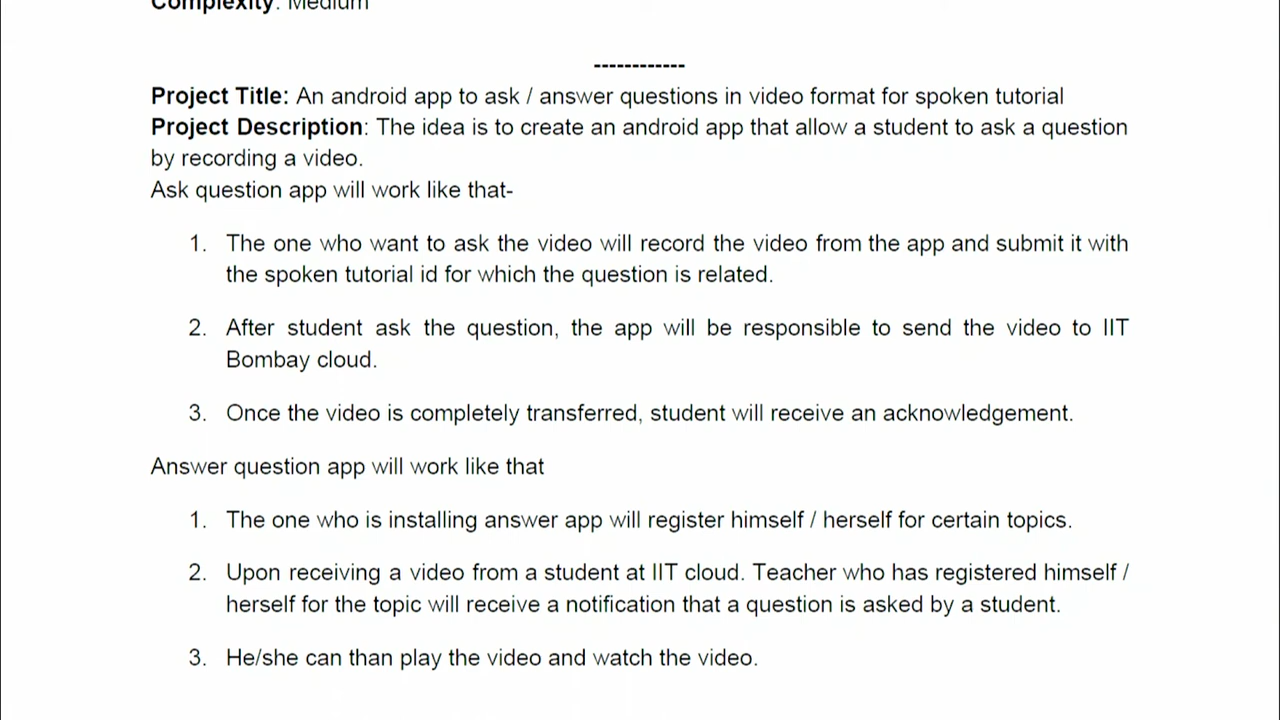 Complexity: Medium
------------
Project Title: An android app to ask / answer questions in video format for spoken tutorial
Project Description: The idea is to create an android app that allow a student to ask a question
by recording a video.
Ask question app will work like that-
1. The one who want to ask the video will record the video from the app and submit it with
the spoken tutorial id for which the question is related.
2. After student ask the question, the app will be responsible to send the video to IIT
Bombay cloud.
3. Once the video is completely transferred, student will receive an acknowledgement.
Answer question app will work like that
1. The one who is installing answer app will register himself / herself for certain topics.
2. Upon receiving a video from a student at IIT cloud. Teacher who has registered himself /
herself for the topic will receive a notification that a question is asked by a student.
3. He/she can than play the video and watch the video.